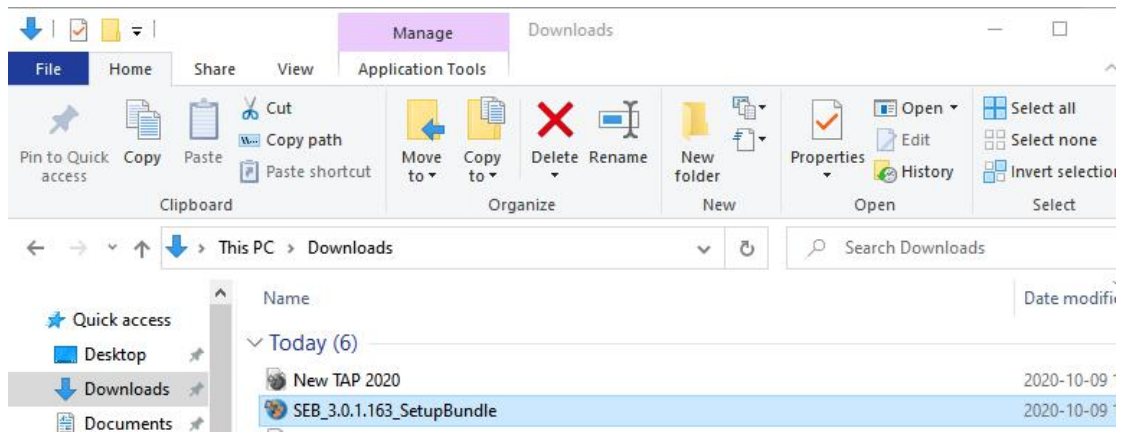 Manage
Downloads
File
Home
Share
View
Application Tools
Pin to Quick access
Copy
Paste
Cut
Copy path
Paste shortcut
Clipboard
Move to
Copy to
Delete
Rename
Organize
New folder
New
Properties
Open
Edit
History
Open
Select all
Select none
Invert selection
Select
This PC > Downloads
Search Downloads
Name
Date modifi
Quick access
Today (6)
Desktop
New TAP 2020
2020-10-09
Downloads
SEB_3.0.1.163_SetupBundle
2020-10-09
Documents